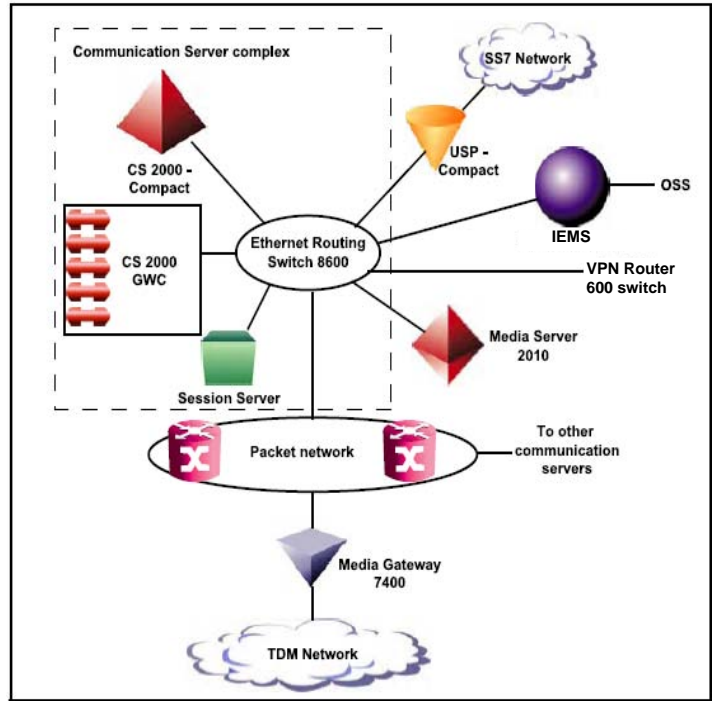 Communication Server complex
SS7 Network
CS 2000 -
Compact
USP -
Compact
OSS
IEMS
CS 2000
GWC
Ethernet Routing
Switch 8600
VPN Router
600 switch
Media Server
2010
Session Server
Packet network
To other
communication
servers
Media Gateway
7400
TDM Network